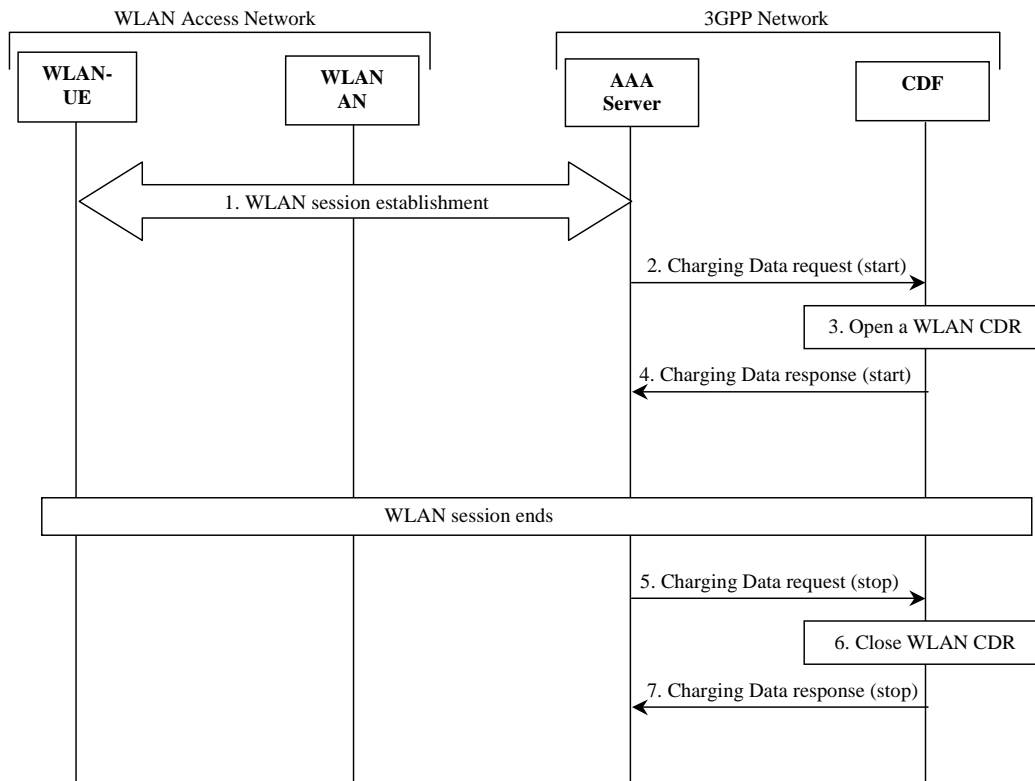 WLAN Access Network
3GPP Network
WLAN-
UE
WLAN
AN
AAA
Server
CDF
1. WLAN session establishment
2. Charging Data request (start)
3. Open a WLAN CDR
4. Charging Data response (start)
WLAN session ends
5. Charging Data request (stop)
6. Close WLAN CDR
7. Charging Data response (stop)